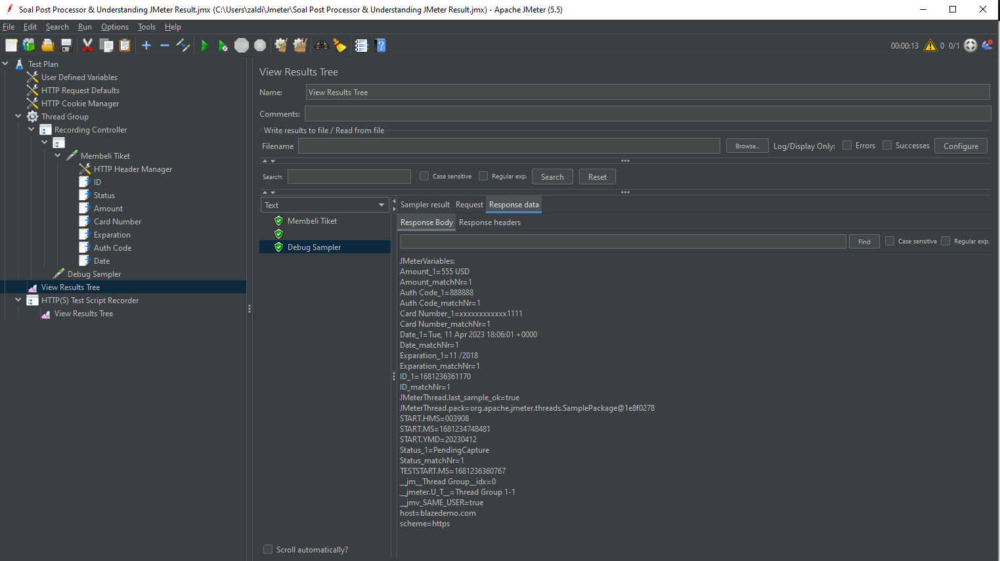 Soal Post Processor & Understanding JMeter Result.jmx (C:\Users\zaldi\Jmeter\Soal Post Processor & Understanding JMeter Result.jmx) - Apache JMeter (5.5)
File Edit Search Run Options Tools Help
00:00:13 0 0/1
Test Plan
User Defined Variables
HTTP Request Defaults
HTTP Cookie Manager
Thread Group
Recording Controller
Membeli Tiket
HTTP Header Manager
ID
Status
Amount
Card Number
Exparation
Auth Code
Date
Debug Sampler
View Results Tree
HTTP(S) Test Script Recorder
View Results Tree
View Results Tree
Name: View Results Tree
Comments:
Write results to file / Read from file
Filename Browse... Log/Display Only: Errors Successes Configure
Search: Case sensitive Regular exp. Search Reset
Text
Membeli Tiket
Debug Sampler
Scroll automatically?
Sampler result Request Response data
Response Body Response headers
Find Case sensitive Regular exp.
JMeterVariables:
Amount_1=555 USD
Amount_matchNr=1
Auth Code_1=888888
Auth Code_matchNr=1
Card Number_1=xxxxxxxxxxxx1111
Card Number_matchNr=1
Date_1=Tue, 11 Apr 2023 18:06:01 +0000
Date_matchNr=1
Exparation_1=11 /2018
Exparation_matchNr=1
ID_1=1681236361170
ID_matchNr=1
JMeterThread.last_sample_ok=true
JMeterThread.pack=org.apache.jmeter.threads.SamplePackage@1e8f0278
START.HMS=003908
START.MS=1681234748481
START.YMD=20230412
Status_1=PendingCapture
Status_matchNr=1
TESTSTART.MS=1681236360767
__jm__Thread Group__idx=0
__jmeter.U_T__=Thread Group 1-1
__jmv_SAME_USER=true
host=blazedemo.com
scheme=https